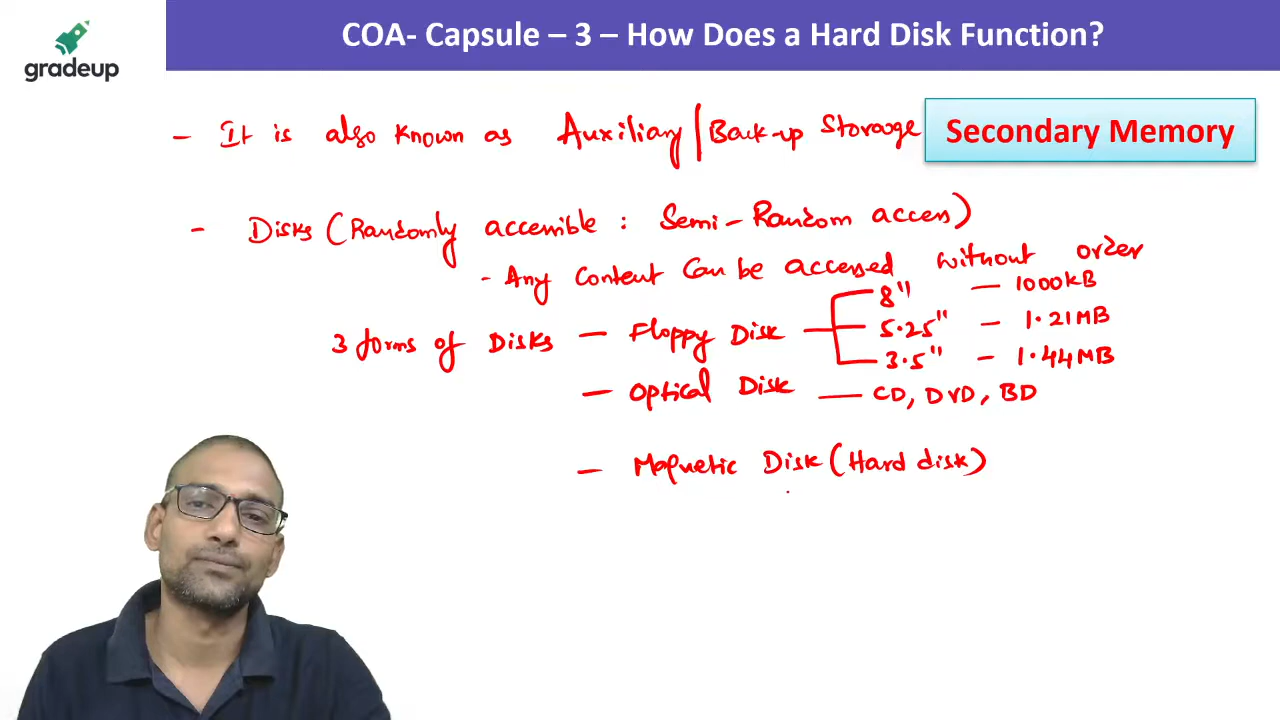 COA- Capsule – 3 – How Does a Hard Disk Function?
gradeup
- It is also known as Auxiliary/Back-up Storage
Secondary Memory
- Disks (Randomly accessible : Semi-Random access)
- Any Content Can be accessed without order
3 forms of Disks - Floppy Disk
8" - 1000KB
5.25" - 1.21MB
3.5" - 1.44MB
- Optical Disk - CD, DVD, BD
- Magnetic Disk (Hard disk)